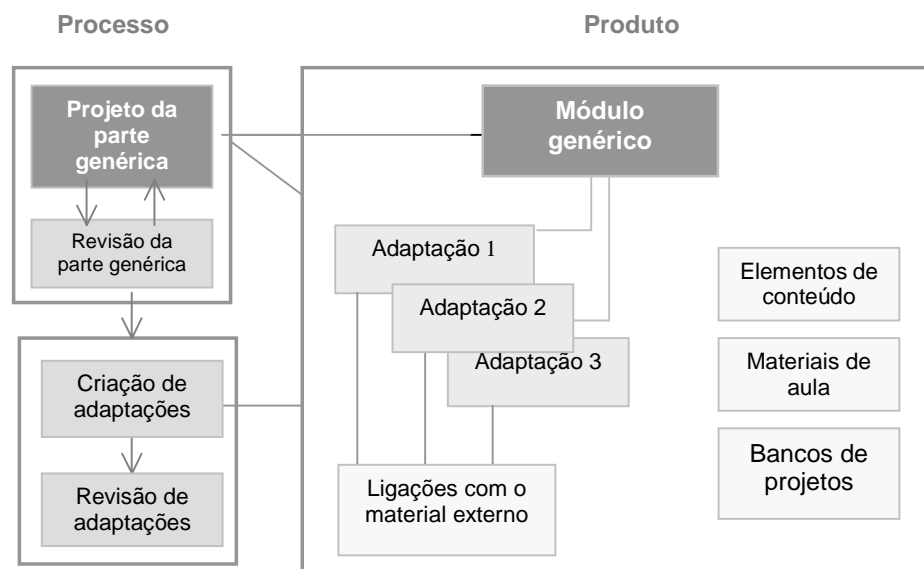 Processo
Produto
Projeto da
parte
genérica
Revisão da
parte genérica
Criação de
adaptações
Revisão de
adaptações
Módulo
genérico
Adaptação 1
Adaptação 2
Adaptação 3
Ligações com o
material externo
Elementos de
conteúdo
Materiais de
aula
Bancos de
projetos